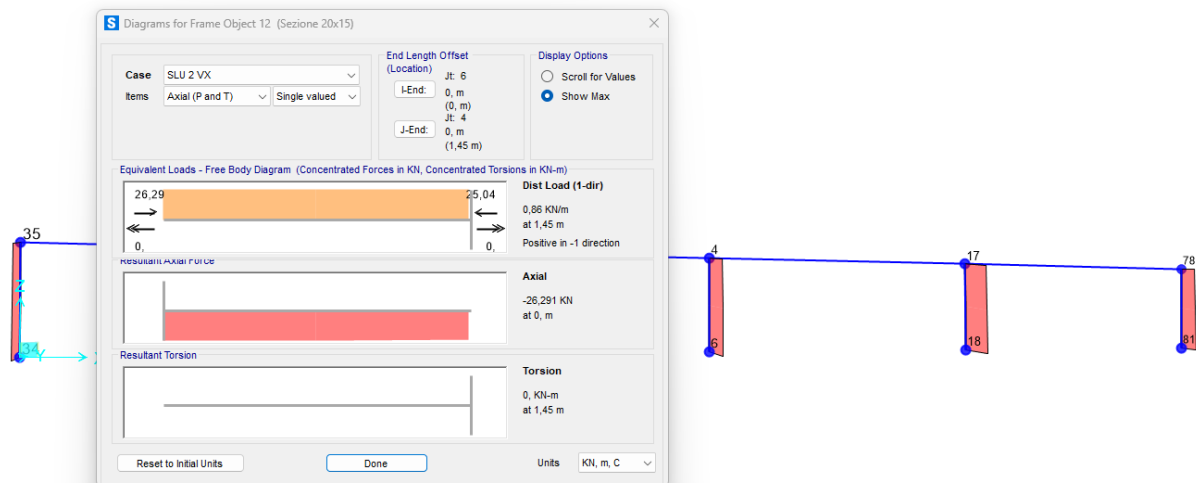 S Diagrams for Frame Object 12 (Sezione 20x15)
Case SLU 2 VX
Items Axial (P and T) Single valued
End Length Offset
(Location)
I-End:
Jt: 6
0, m
(0, m)
J-End:
Jt: 4
0, m
(1,45 m)
Display Options
Scroll for Values
Show Max
Equivalent Loads - Free Body Diagram (Concentrated Forces in KN, Concentrated Torsions in KN-m)
26,29
25,04
0,
0,
Dist Load (1-dir)
0,86 KN/m
at 1,45 m
Positive in -1 direction
Resultant Axial Force
Axial
-26,291 KN
at 0, m
Resultant Torsion
Torsion
0, KN-m
at 1,45 m
Reset to Initial Units
Done
Units KN, m, C
35
Z
34
Y
4
6
17
18
78
81